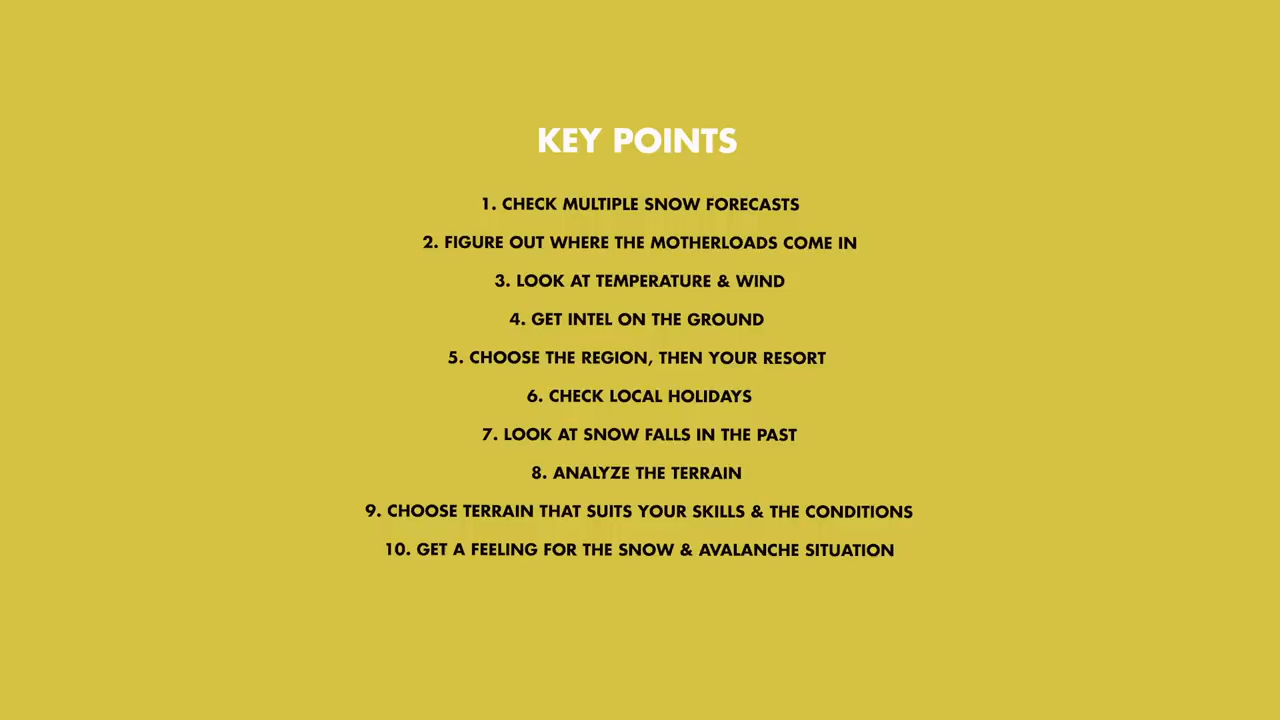 KEY POINTS
1. CHECK MULTIPLE SNOW FORECASTS
2. FIGURE OUT WHERE THE MOTHERLOADS COME IN
3. LOOK AT TEMPERATURE & WIND
4. GET INTEL ON THE GROUND
5. CHOOSE THE REGION, THEN YOUR RESORT
6. CHECK LOCAL HOLIDAYS
7. LOOK AT SNOW FALLS IN THE PAST
8. ANALYZE THE TERRAIN
9. CHOOSE TERRAIN THAT SUITS YOUR SKILLS & THE CONDITIONS
10. GET A FEELING FOR THE SNOW & AVALANCHE SITUATION